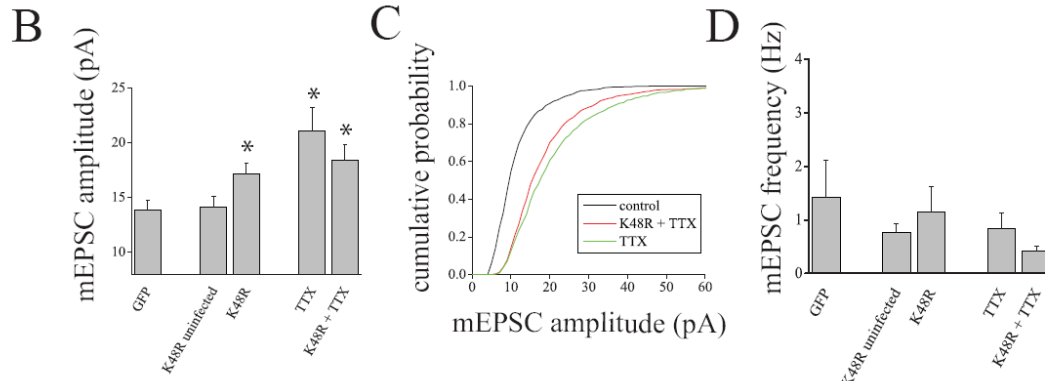 B
mEPSC amplitude (pA)
25
20
15
10
*
*
*
GFP
K48R uninfected
K48R
TTX
K48R + TTX
C
cumulative probability
1.0
0.8
0.6
0.4
0.2
0.0
control
K48R + TTX
TTX
0
10
20
30
40
50
60
mEPSC amplitude (pA)
D
mEPSC frequency (Hz)
4
3
2
1
0
GFP
K48R uninfected
K48R
TTX
K48R + TTX